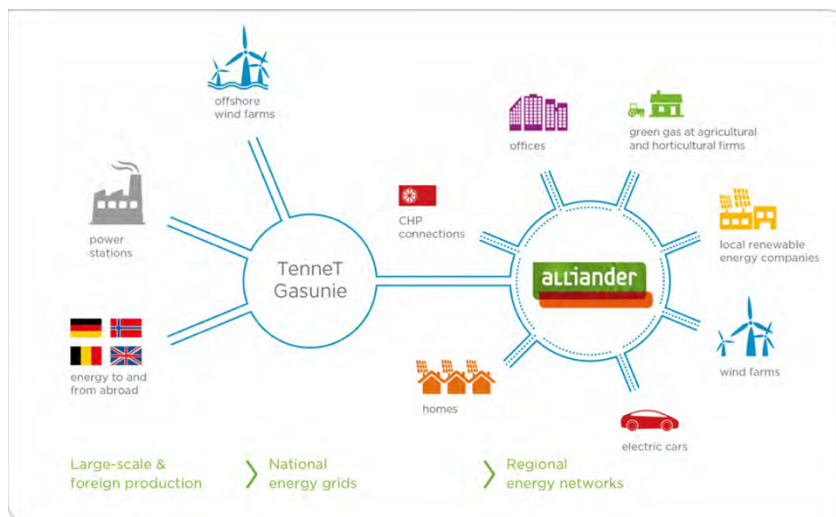 offshore
wind farms
offices
green gas at agricultural
and horticultural firms
power
stations
CHP
connections
TenneT
Gasunie
alliander
local renewable
energy companies
energy to and
from abroad
homes
wind farms
electric cars
Large-scale &
foreign production
National
energy grids
Regional
energy networks